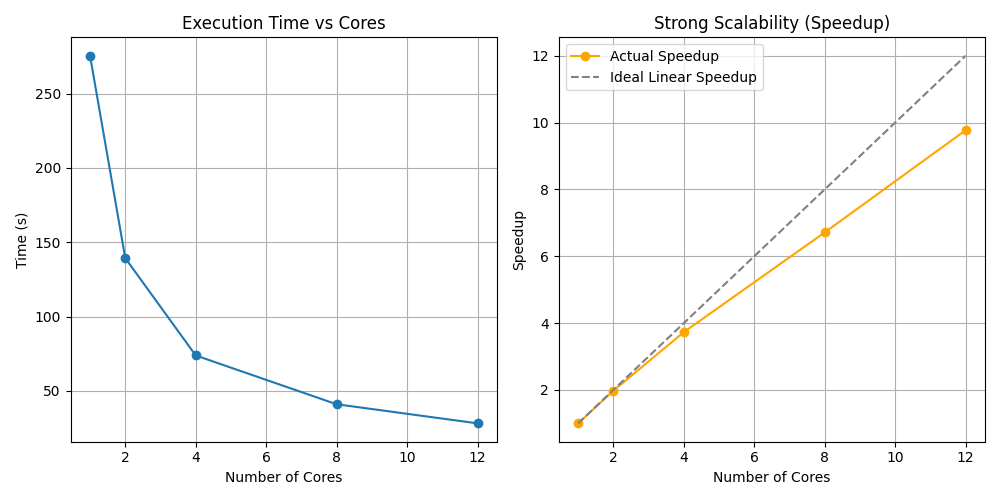 Execution Time vs Cores
250
200
150
100
50
Time (s)
2 4 6 8 10 12
Number of Cores
Strong Scalability (Speedup)
Actual Speedup
Ideal Linear Speedup
12
10
8
6
4
2
Speedup
2 4 6 8 10 12
Number of Cores